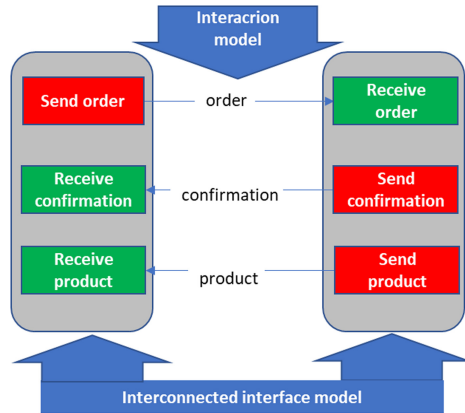 Interacrion
model
Send order
order
Receive
order
Receive
confirmation
confirmation
Send
confirmation
Receive
product
product
Send
product
Interconnected interface model